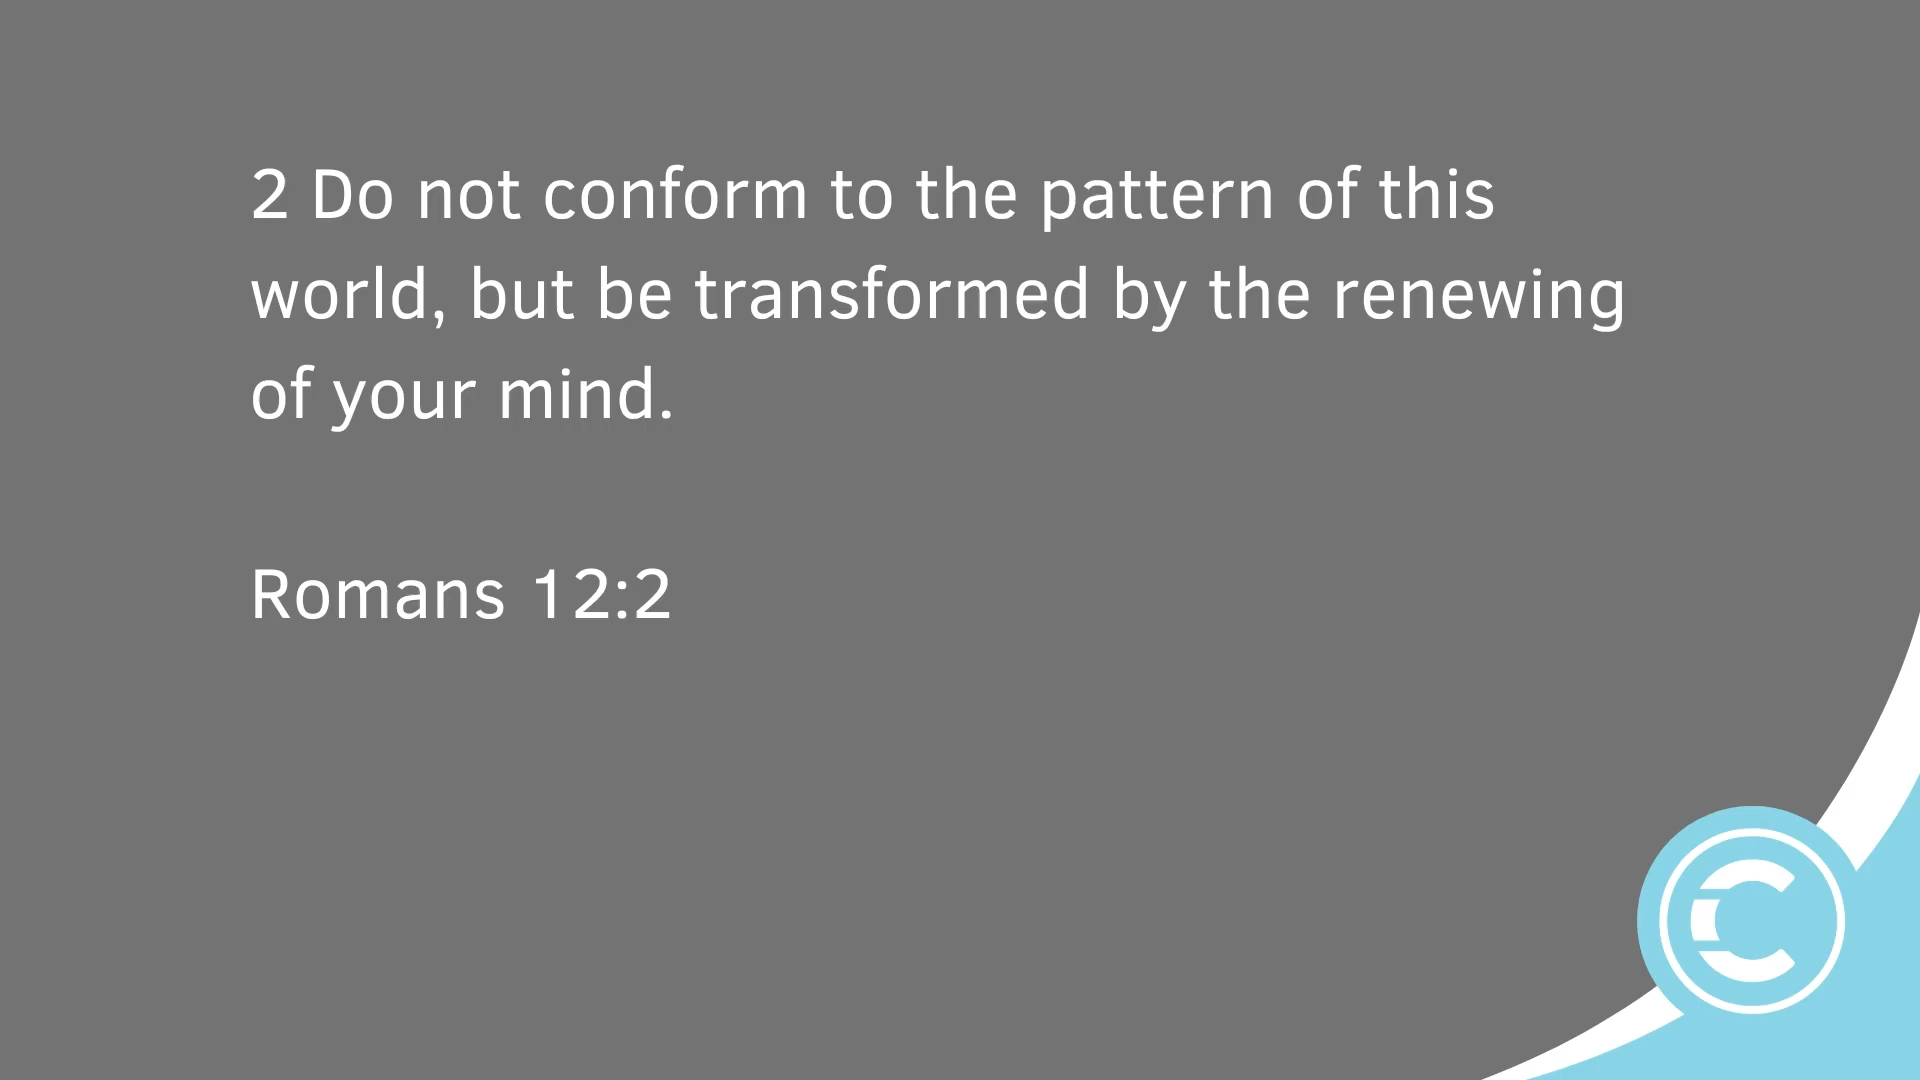 2 Do not conform to the pattern of this
world, but be transformed by the renewing
of your mind.
Romans 12:2
C